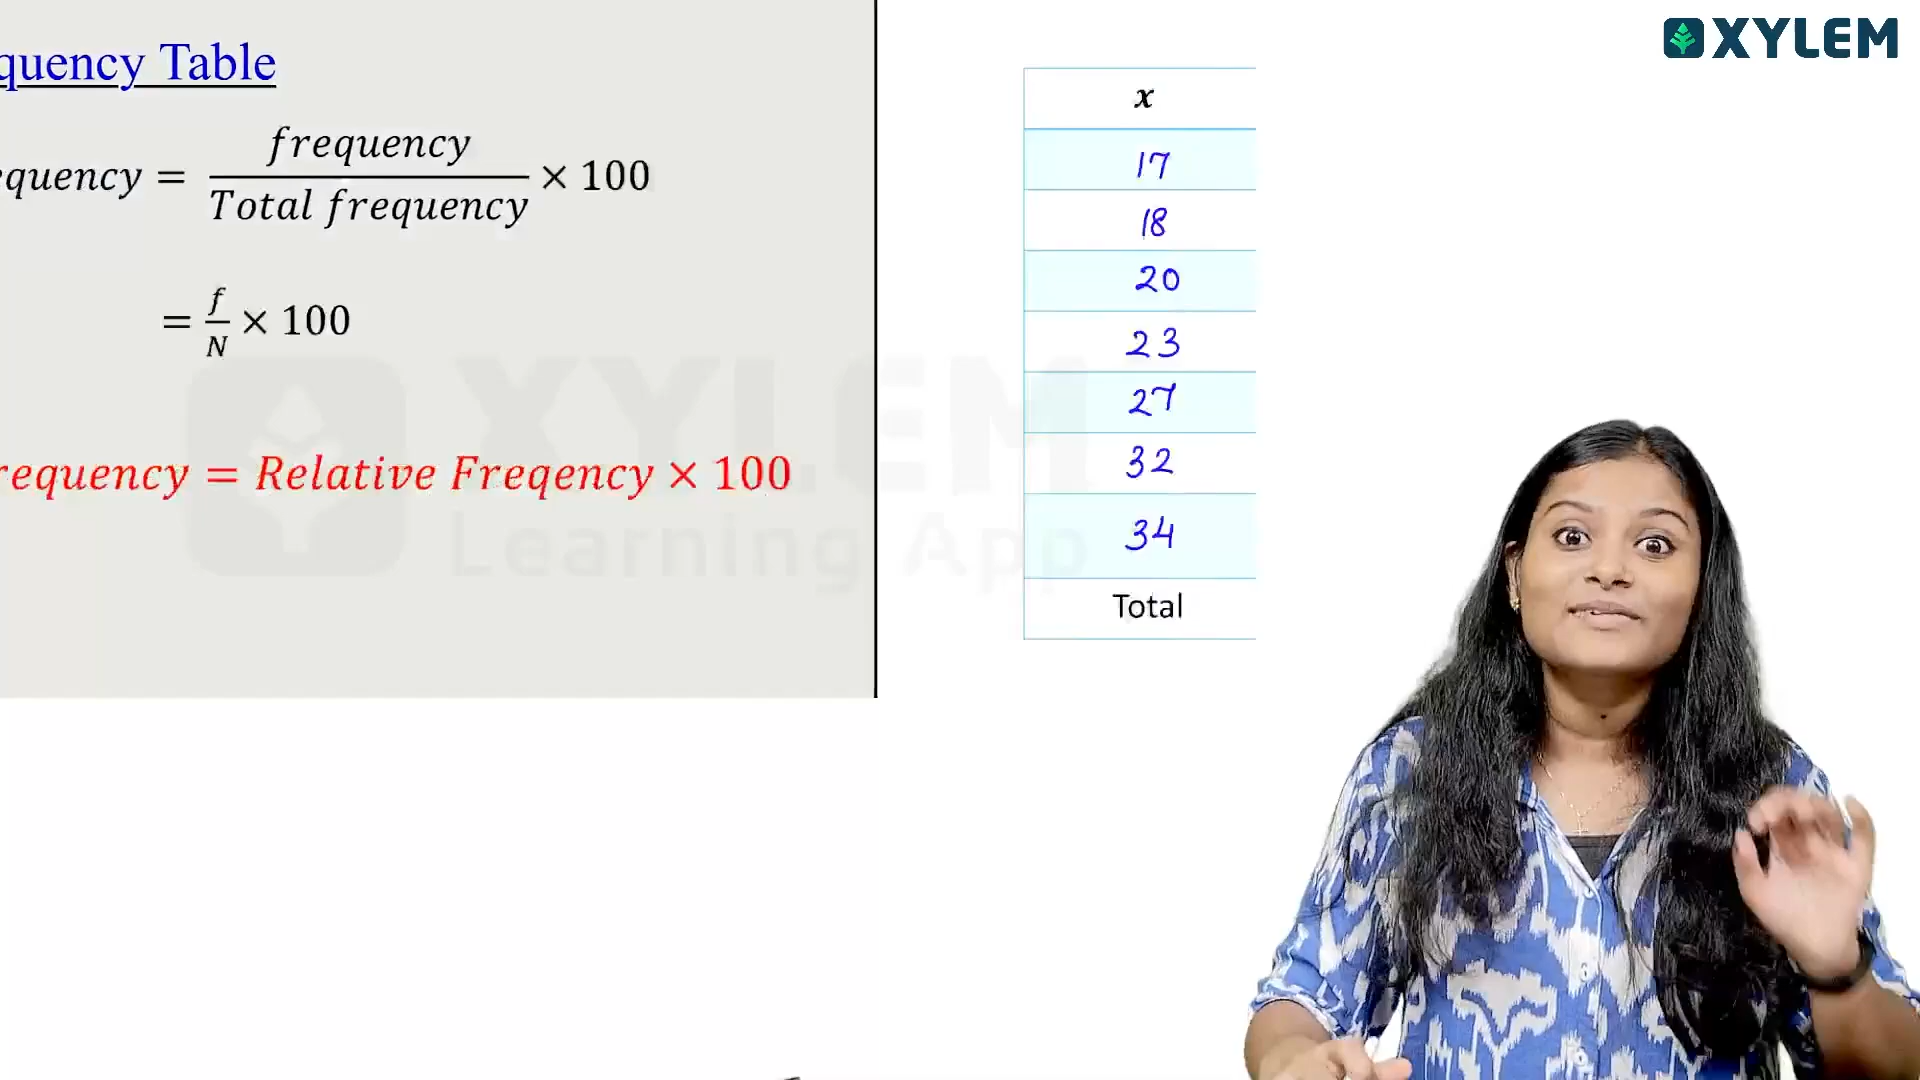 XYLEM
quency Table
equency = frequency / Total frequency × 100
= f/N × 100
requency = Relative Freqency × 100
XYLEM
Learning App
x
17
18
20
23
27
32
34
Total